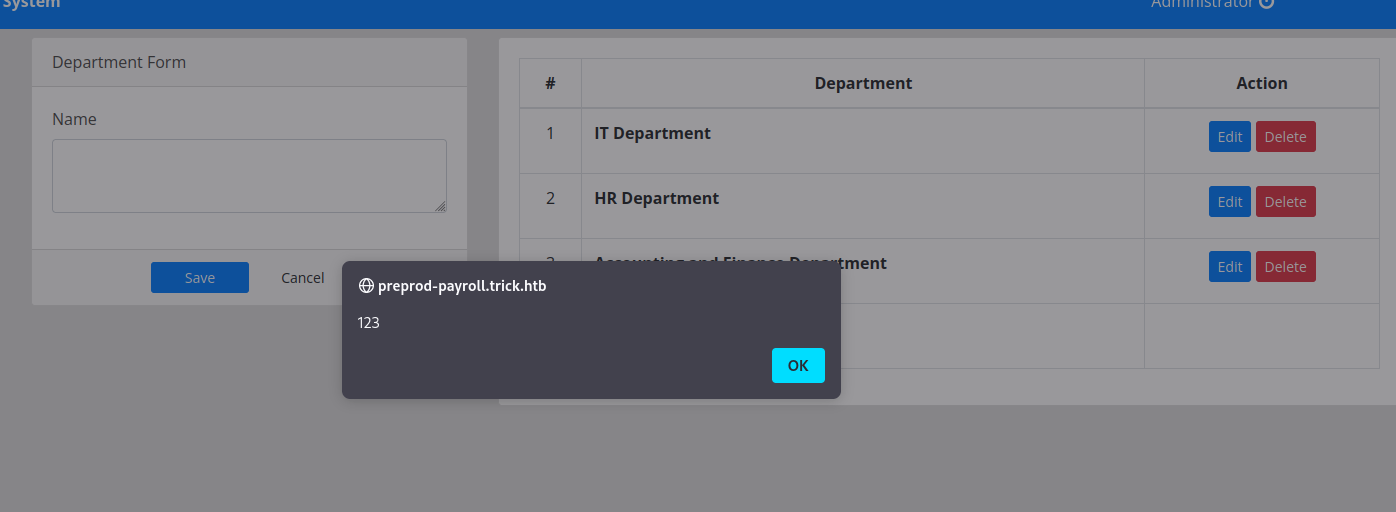 System
Administrator
Department Form
Name
Save
Cancel
# Department Action
1 IT Department Edit Delete
2 HR Department Edit Delete
3 Accounting and Finance Department Edit Delete
preprod-payroll.trick.htb
123
OK